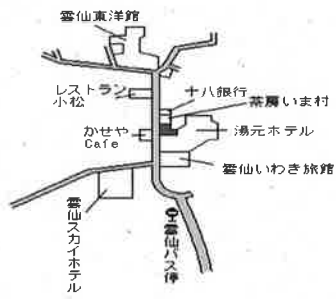 雲仙東洋館
レストラン
小松
十八銀行
茶房いま村
かせや
Cafe
湯元ホテル
雲仙いわき旅館
雲仙スカイホテル
雲仙バス停